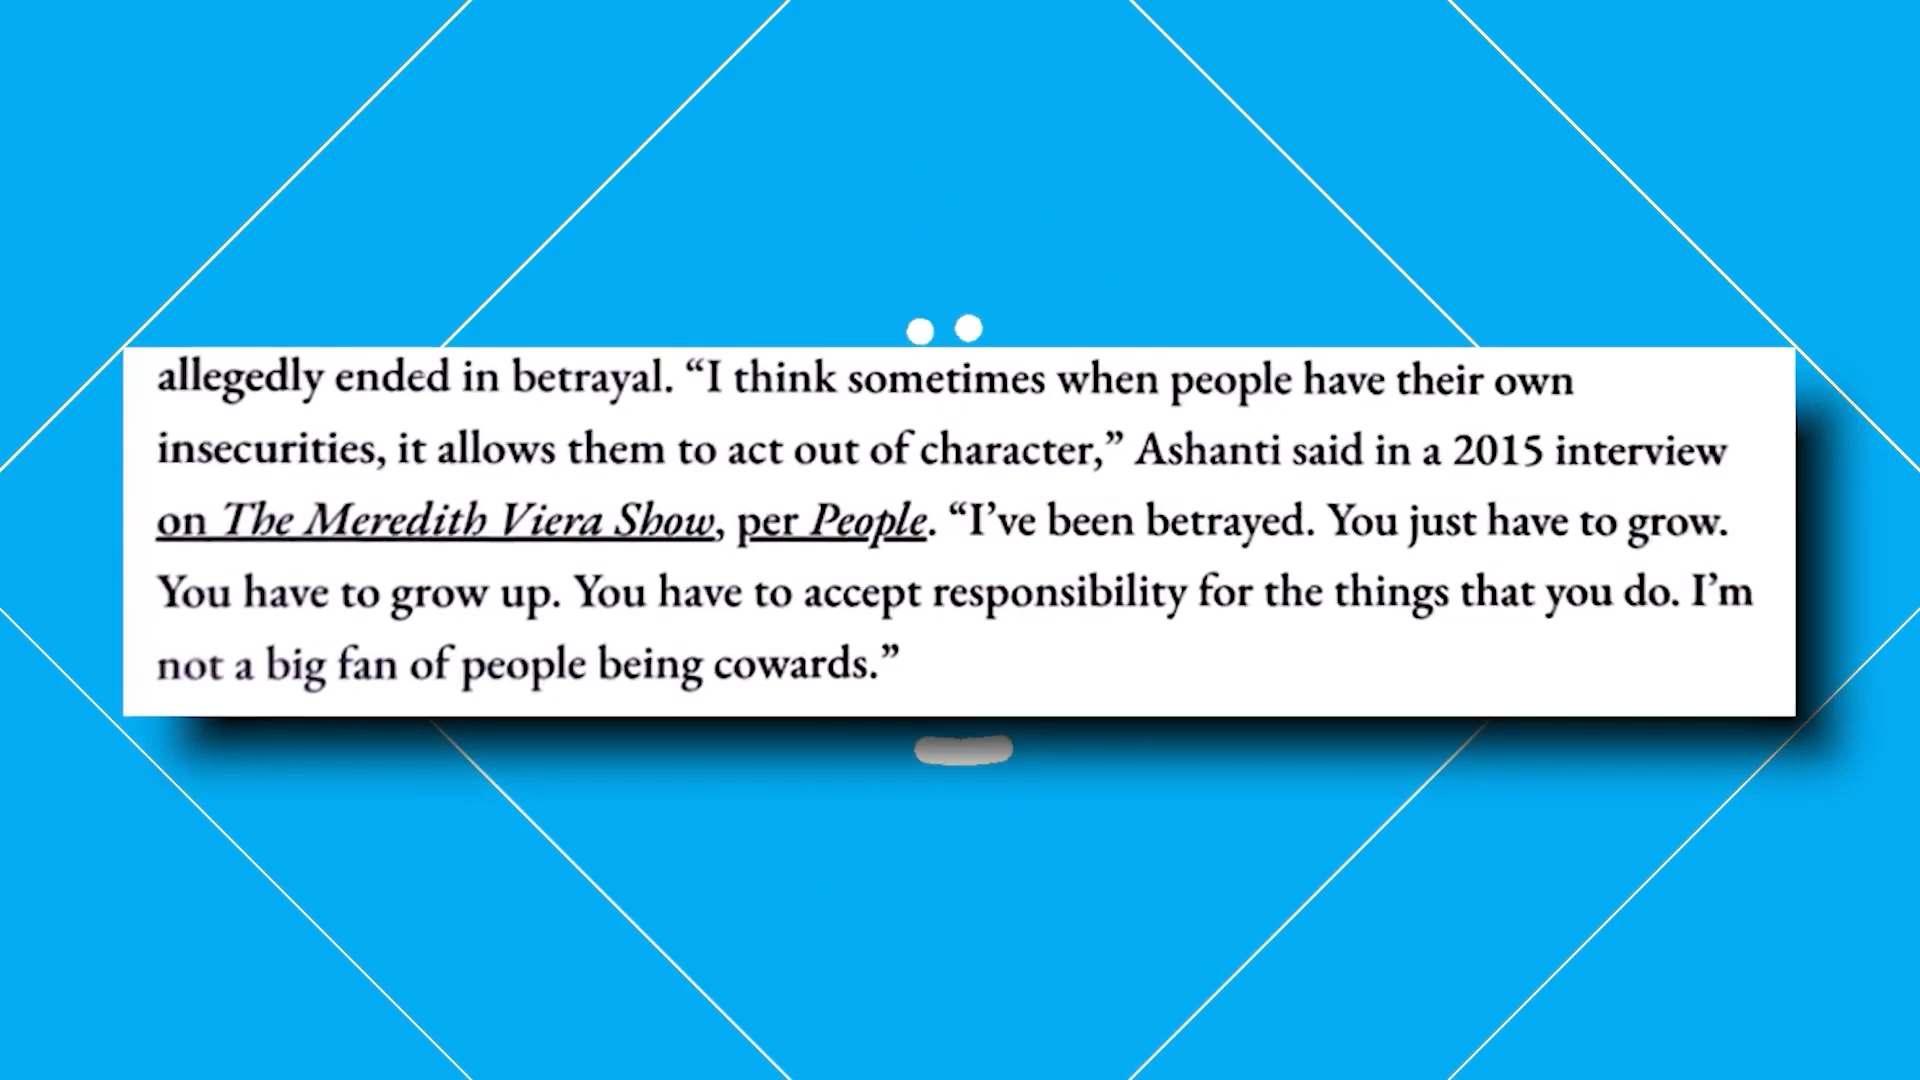 allegedly ended in betrayal. “I think sometimes when people have their own
insecurities, it allows them to act out of character,” Ashanti said in a 2015 interview
on The Meredith Viera Show, per People. “I’ve been betrayed. You just have to grow.
You have to grow up. You have to accept responsibility for the things that you do. I’m
not a big fan of people being cowards.”